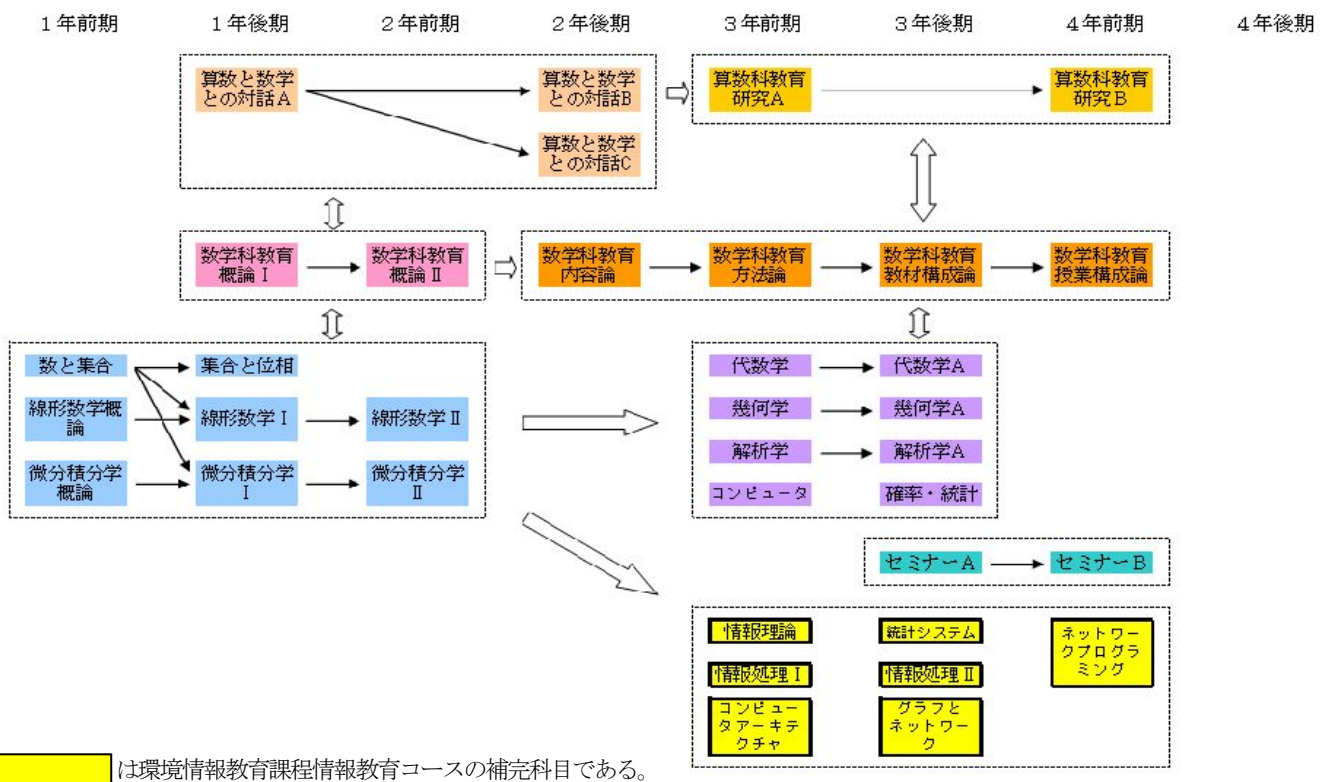 １年前期 １年後期 ２年前期 ２年後期 ３年前期 ３年後期 ４年前期 ４年後期
算数と数学
との対話A
算数と数学
との対話B
算数科教育
研究A
算数科教育
研究B
算数と数学
との対話C
数学科教育
概論Ⅰ
数学科教育
概論Ⅱ
数学科教育
内容論
数学科教育
方法論
数学科教育
教材構成論
数学科教育
授業構成論
数と集合
集合と位相
線形数学概
論
線形数学Ⅰ
線形数学Ⅱ
微分積分学
概論
微分積分学
Ⅰ
微分積分学
Ⅱ
代数学
代数学A
幾何学
幾何学A
解析学
解析学A
コンピュータ
確率・統計
セミナーA
セミナーB
情報理論
統計システム
ネットワー
クプログラ
ミング
情報処理Ⅰ
情報処理Ⅱ
コンピュー
タアーキテ
クチャ
グラフと
ネットワー
ク
は環境情報教育課程情報教育コースの補完科目である。